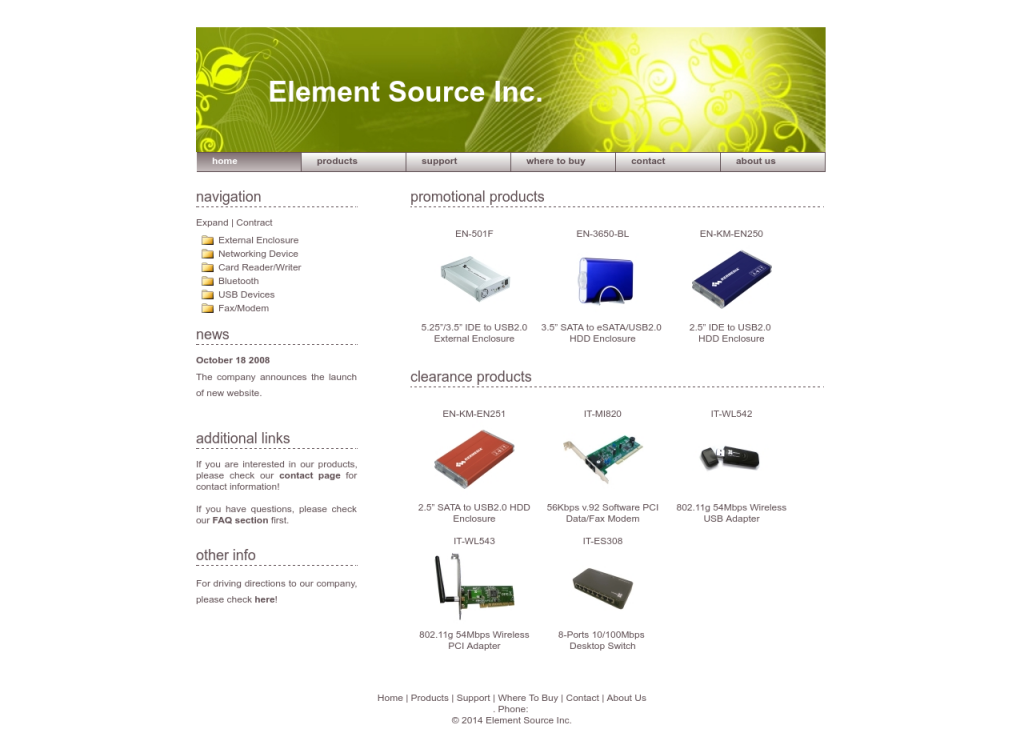 Element Source Inc.
home products support where to buy contact about us
navigation
Expand | Contract
External Enclosure
Networking Device
Card Reader/Writer
Bluetooth
USB Devices
Fax/Modem
news
October 18 2008
The company announces the launch
of new website.
additional links
If you are interested in our products,
please check our contact page for
contact information!
If you have questions, please check
our FAQ section first.
other info
For driving directions to our company,
please check here!
promotional products
EN-501F
5.25"/3.5" IDE to USB2.0
External Enclosure
EN-3650-BL
3.5" SATA to eSATA/USB2.0
HDD Enclosure
EN-KM-EN250
2.5" IDE to USB2.0
HDD Enclosure
clearance products
EN-KM-EN251
2.5" SATA to USB2.0 HDD
Enclosure
IT-MI820
56Kbps v.92 Software PCI
Data/Fax Modem
IT-WL542
802.11g 54Mbps Wireless
USB Adapter
IT-WL543
802.11g 54Mbps Wireless
PCI Adapter
IT-ES308
8-Ports 10/100Mbps
Desktop Switch
Home | Products | Support | Where To Buy | Contact | About Us
. Phone:
© 2014 Element Source Inc.